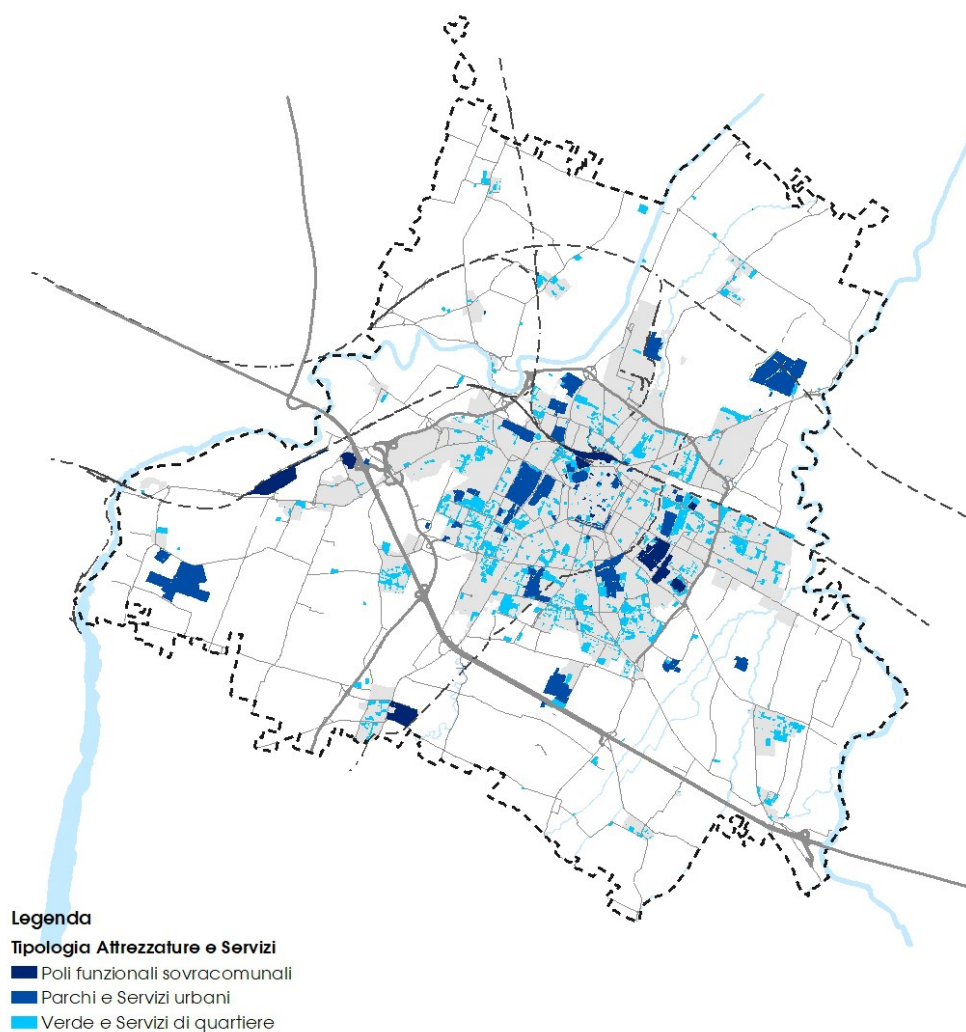 Legenda
Tipologia Attrezzature e Servizi
Poli funzionali sovracomunali
Parchi e Servizi urbani
Verde e Servizi di quartiere